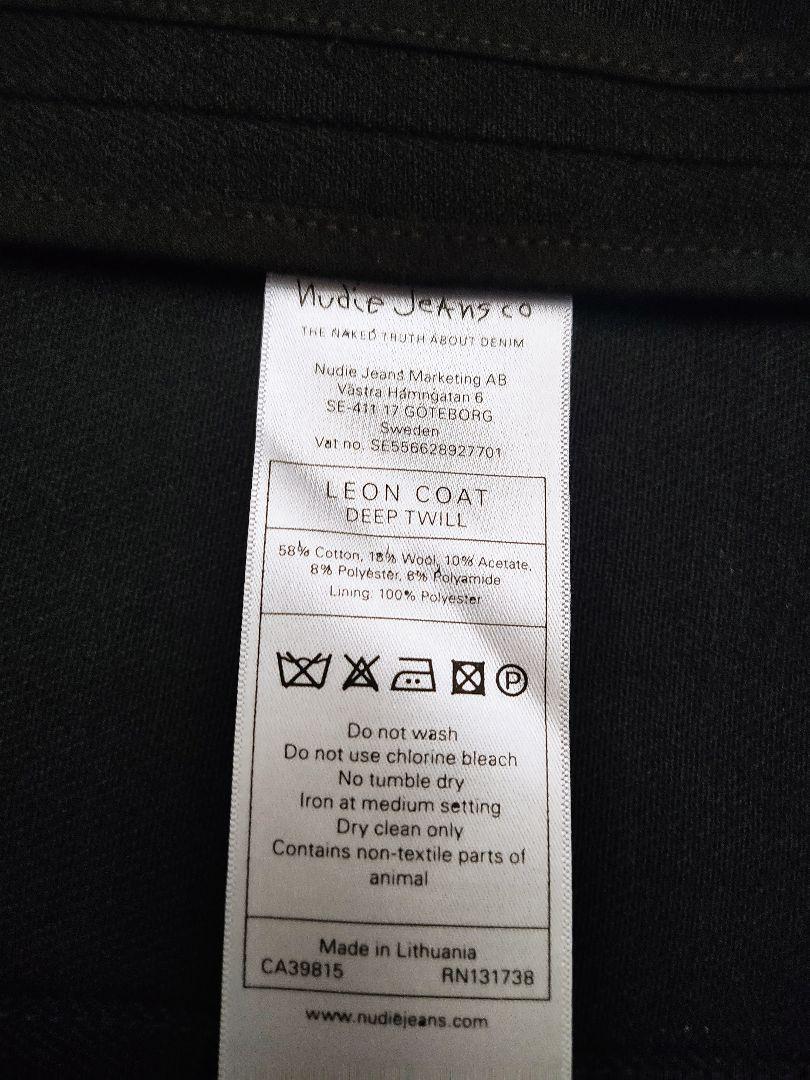 Nudie Jeans co
THE NAKED TRUTH ABOUT DENIM
Nudie Jeans Marketing AB
Västra Hamngatan 6
SE-411 17 GÖTEBORG
Sweden
Vat no. SE556628927701
LEON COAT
DEEP TWILL
58% Cotton, 18% Wool, 10% Acetate,
8% Polyester, 6% Polyamide
Lining: 100% Polyester
P
Do not wash
Do not use chlorine bleach
No tumble dry
Iron at medium setting
Dry clean only
Contains non-textile parts of
animal
Made in Lithuania
CA39815 RN131738
www.nudiejeans.com